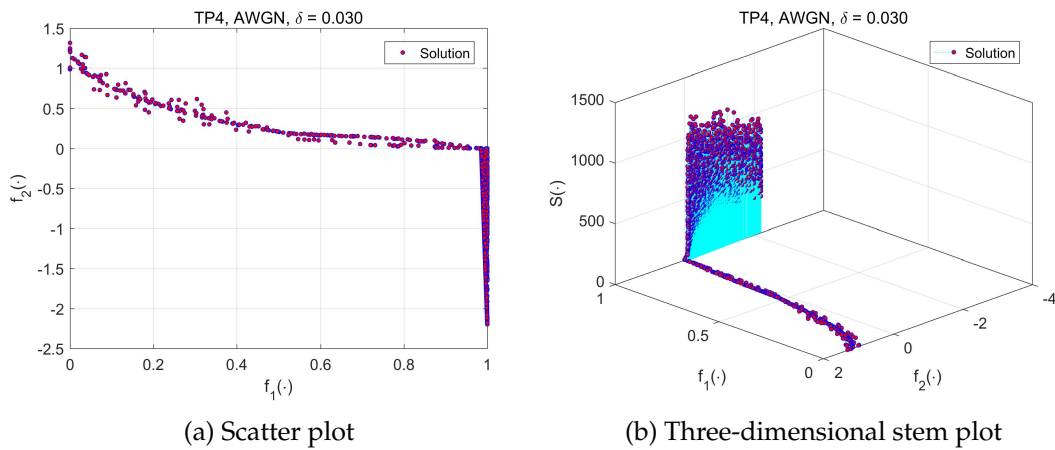 TP4, AWGN, δ = 0.030
1.5
1
0.5
0
-0.5
-1
-1.5
-2
-2.5
f2(·)
0
0.2
0.4
0.6
0.8
1
f1(·)
Solution
(a) Scatter plot
TP4, AWGN, δ = 0.030
Solution
1500
1000
500
0
S(·)
1
0.5
0
f1(·)
2
0
-2
-4
f2(·)
(b) Three-dimensional stem plot